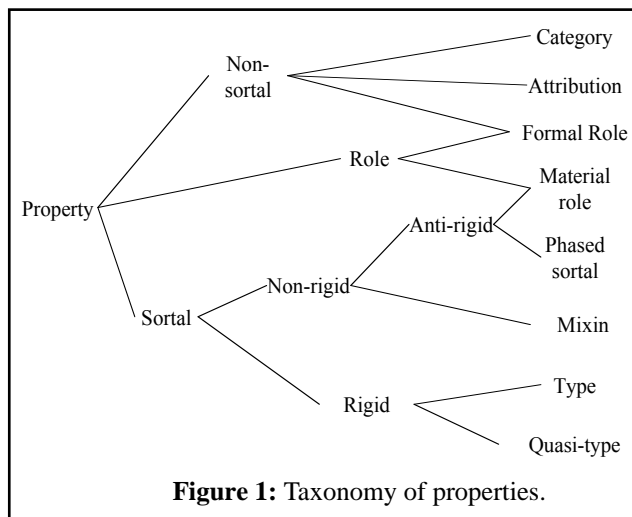 Category
Non-
sortal
Attribution
Formal Role
Role
Material
role
Property
Anti-rigid
Phased
sortal
Non-rigid
Sortal
Mixin
Type
Rigid
Quasi-type
Figure 1: Taxonomy of properties.